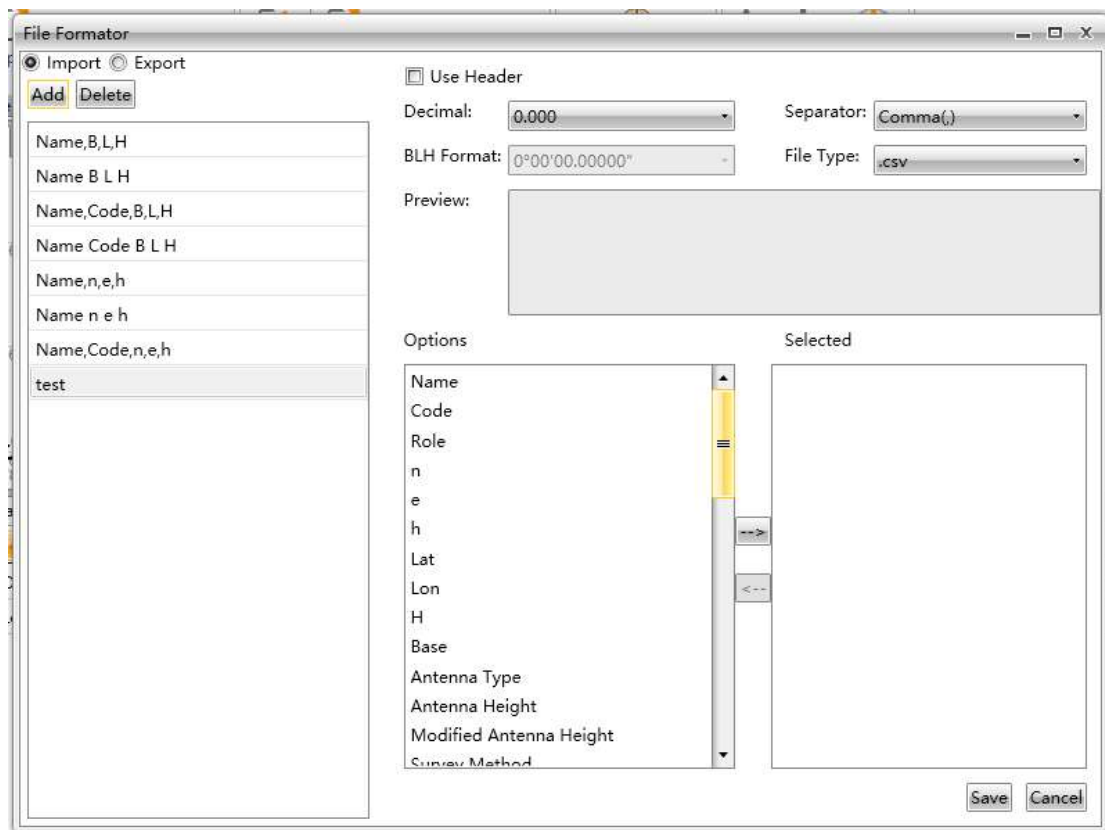 File Formator
Import Export
Add Delete
Name,B,L,H
Name B L H
Name,Code,B,L,H
Name Code B L H
Name,n,e,h
Name n e h
Name,Code,n,e,h
test
Use Header
Decimal: 0.000 Separator: Comma(,)
BLH Format: 0°00'00.00000" File Type: .csv
Preview:
Options
Name
Code
Role
n
e
h
Lat
Lon
H
Base
Antenna Type
Antenna Height
Modified Antenna Height
Survey Method
-->
<--
Selected
Save Cancel